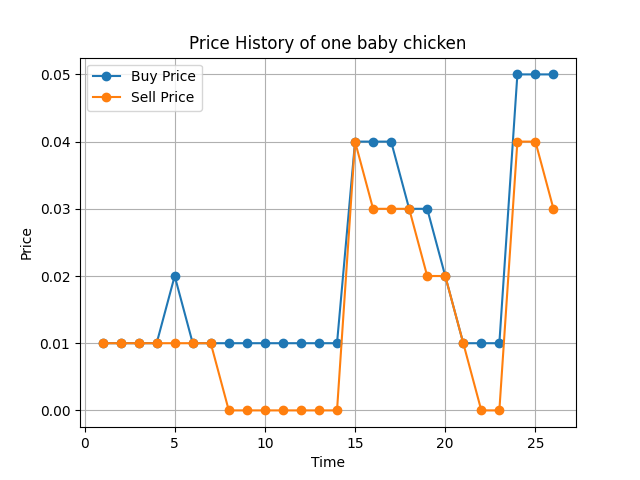 Price History of one baby chicken
Buy Price
Sell Price
0.05
0.04
0.03
0.02
0.01
0.00
Price
0 5 10 15 20 25
Time